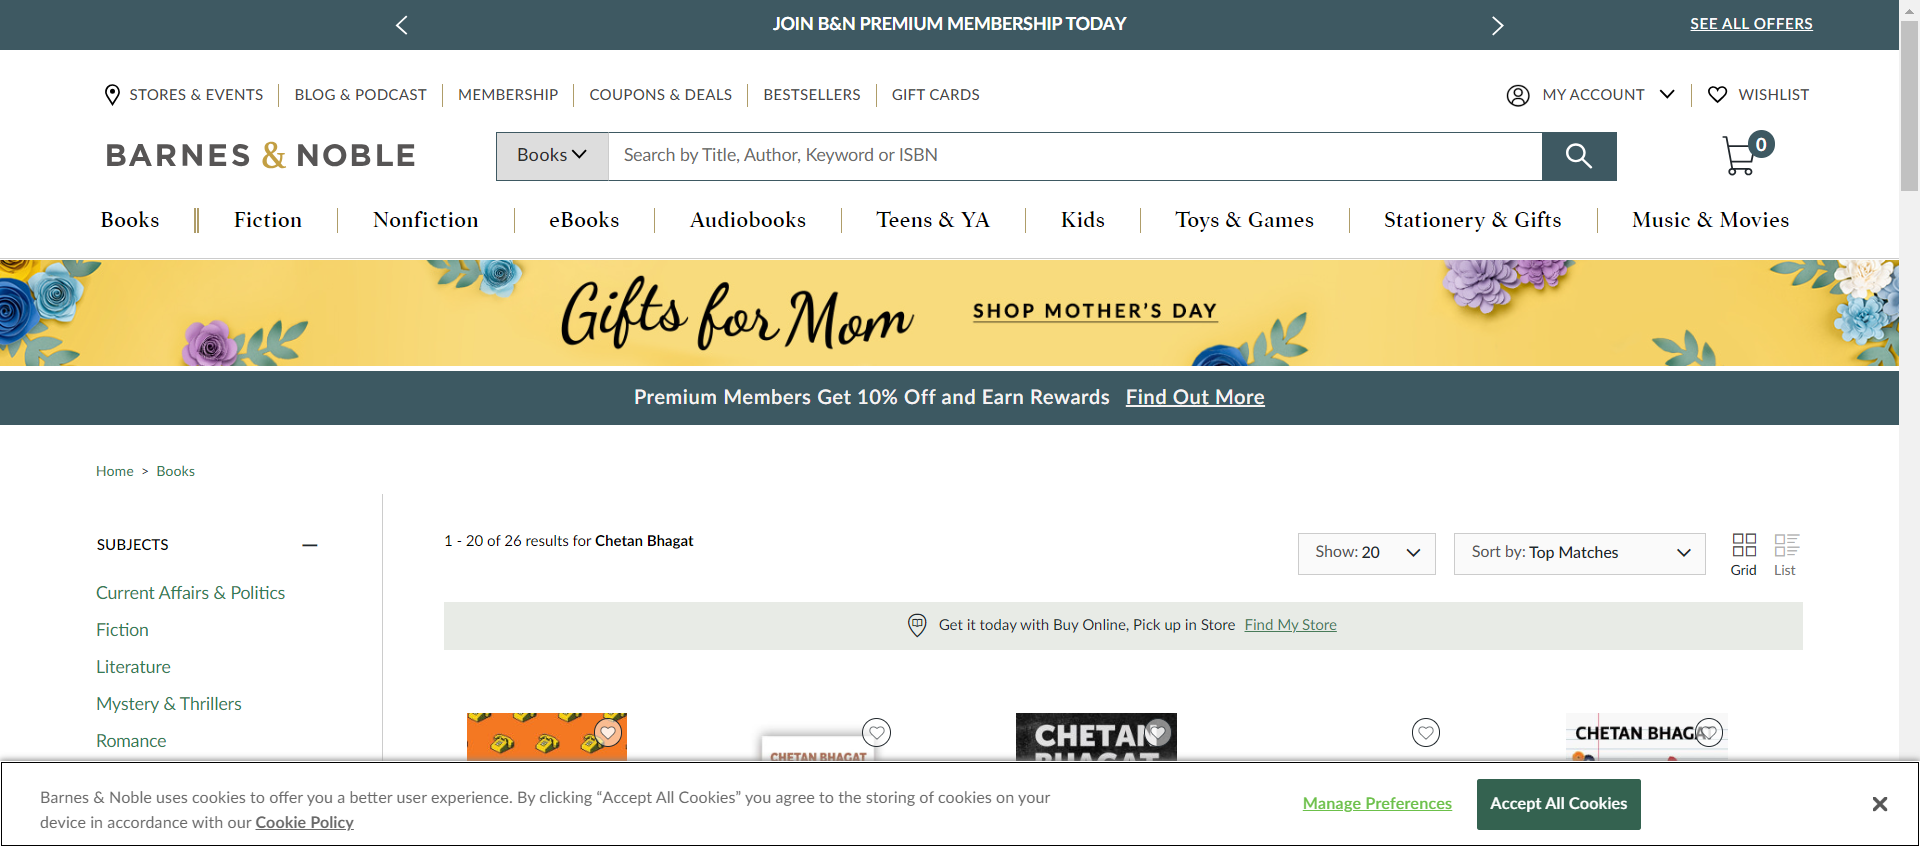 JOIN B&N PREMIUM MEMBERSHIP TODAY
SEE ALL OFFERS
STORES & EVENTS
BLOG & PODCAST
MEMBERSHIP
COUPONS & DEALS
BESTSELLERS
GIFT CARDS
MY ACCOUNT
WISHLIST
BARNES & NOBLE
Books
Search by Title, Author, Keyword or ISBN
0
Books
Fiction
Nonfiction
eBooks
Audiobooks
Teens & YA
Kids
Toys & Games
Stationery & Gifts
Music & Movies
Gifts for Mom
SHOP MOTHER'S DAY
Premium Members Get 10% Off and Earn Rewards Find Out More
Home > Books
SUBJECTS
Current Affairs & Politics
Fiction
Literature
Mystery & Thrillers
Romance
1 - 20 of 26 results for Chetan Bhagat
Show: 20
Sort by: Top Matches
Grid
List
Get it today with Buy Online, Pick up in Store Find My Store
CHETAN BHAGAT
CHETAN
BHAGAT
CHETAN BHAGAT
Barnes & Noble uses cookies to offer you a better user experience. By clicking “Accept All Cookies” you agree to the storing of cookies on your
device in accordance with our Cookie Policy
Manage Preferences
Accept All Cookies